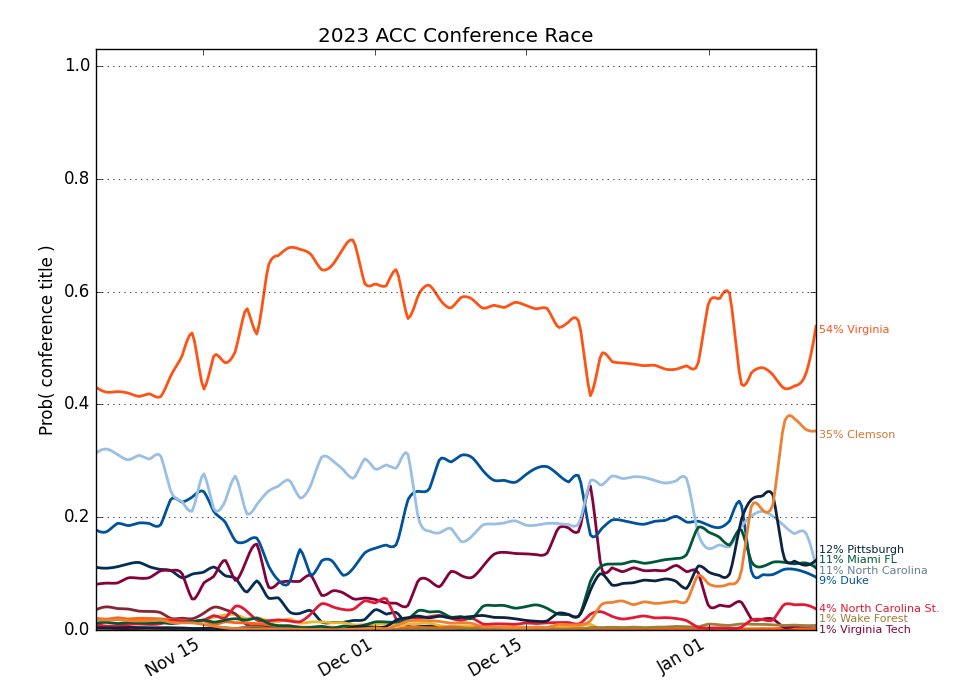 2023 ACC Conference Race
Prob( conference title )
1.0
0.8
0.6
0.4
0.2
0.0
54% Virginia
35% Clemson
12% Pittsburgh
11% Miami FL
11% North Carolina
9% Duke
4% North Carolina St.
1% Wake Forest
1% Virginia Tech
Nov 15
Dec 01
Dec 15
Jan 01